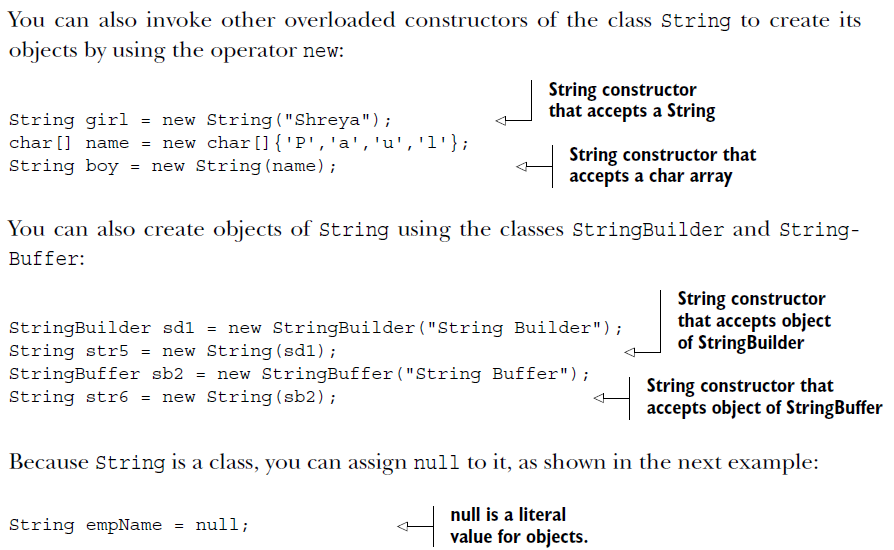 You can also invoke other overloaded constructors of the class String to create its
objects by using the operator new:
String constructor
that accepts a String
String girl = new String("Shreya");
char[] name = new char[]{'P','a','u','l'};
String boy = new String(name);
String constructor that
accepts a char array
You can also create objects of String using the classes StringBuilder and String-
Buffer:
String constructor
that accepts object
of StringBuilder
StringBuilder sd1 = new StringBuilder("String Builder");
String str5 = new String(sd1);
StringBuffer sb2 = new StringBuffer("String Buffer");
String str6 = new String(sb2);
String constructor that
accepts object of StringBuffer
Because String is a class, you can assign null to it, as shown in the next example:
String empName = null;
null is a literal
value for objects.